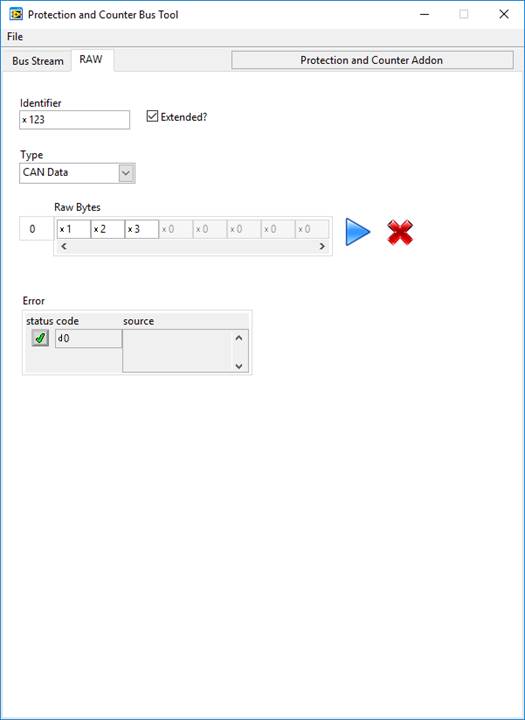 Protection and Counter Bus Tool
File
Bus Stream RAW Protection and Counter Addon
Identifier
x 123 Extended?
Type
CAN Data
Raw Bytes
0 x 1 x 2 x 3 x 0 x 0 x 0 x 0 x 0
Error
status code source
d 0